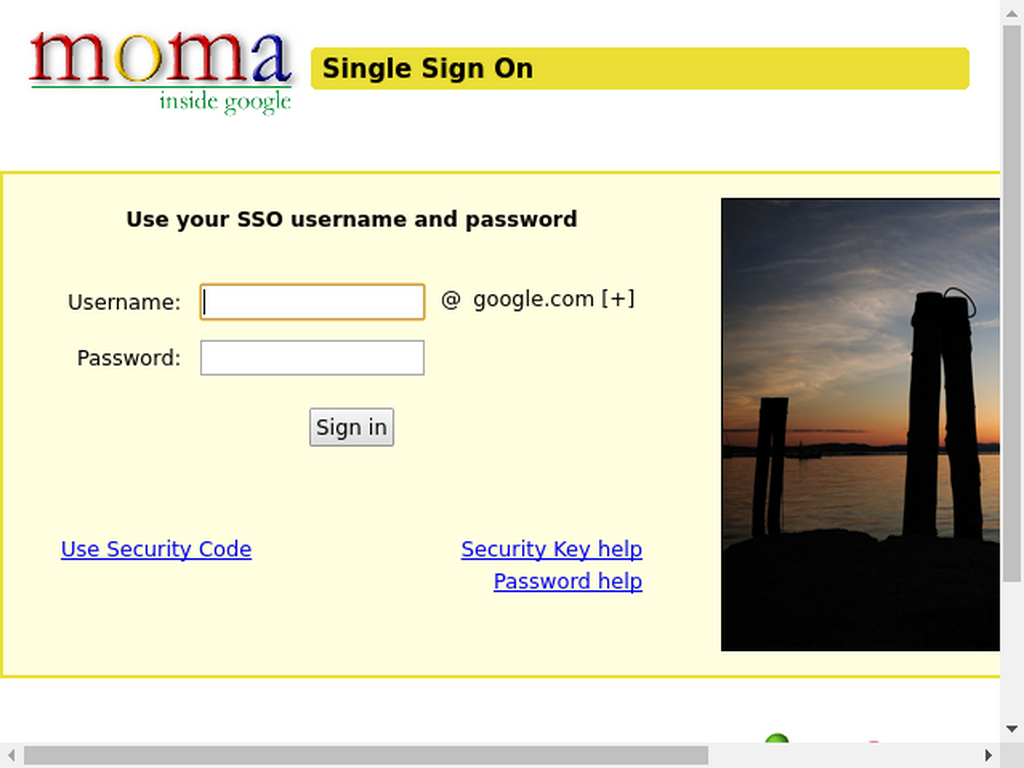 moma
inside google
Single Sign On
Use your SSO username and password
Username: @ google.com [+]
Password:
Sign in
Use Security Code
Security Key help
Password help